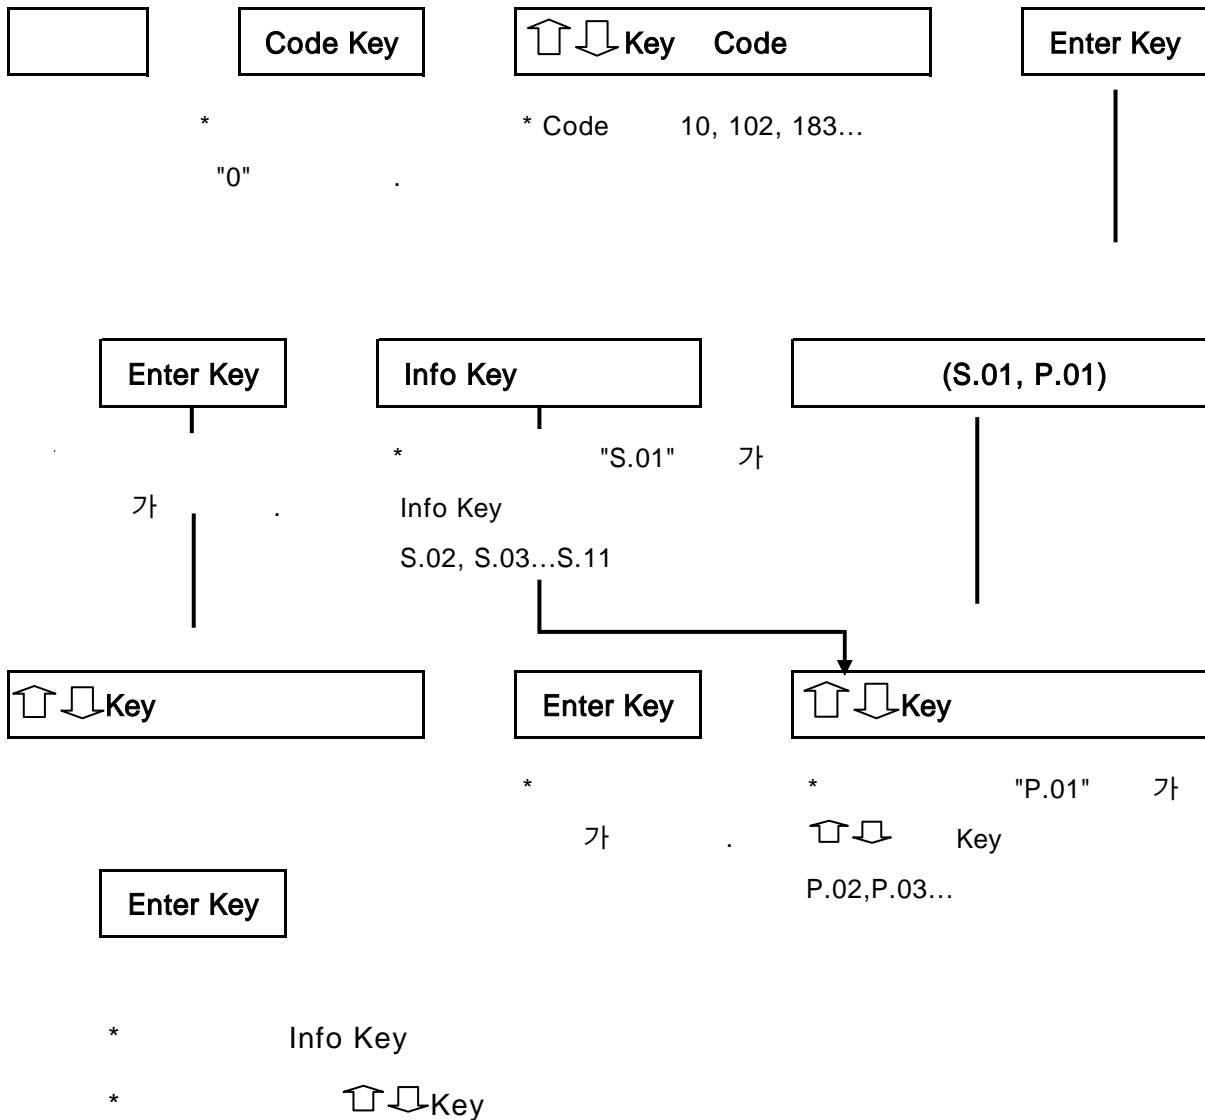 Code Key
⇧⇩Key Code
Enter Key
*
* Code 10, 102, 183...
"0" .
Enter Key
Info Key
(S.01, P.01)
* "S.01" 가
가 . Info Key
S.02, S.03...S.11
⇧⇩Key
Enter Key
⇧⇩Key
*
* "P.01" 가
가 . ⇧⇩ Key
P.02,P.03...
Enter Key
* Info Key
* ⇧⇩Key